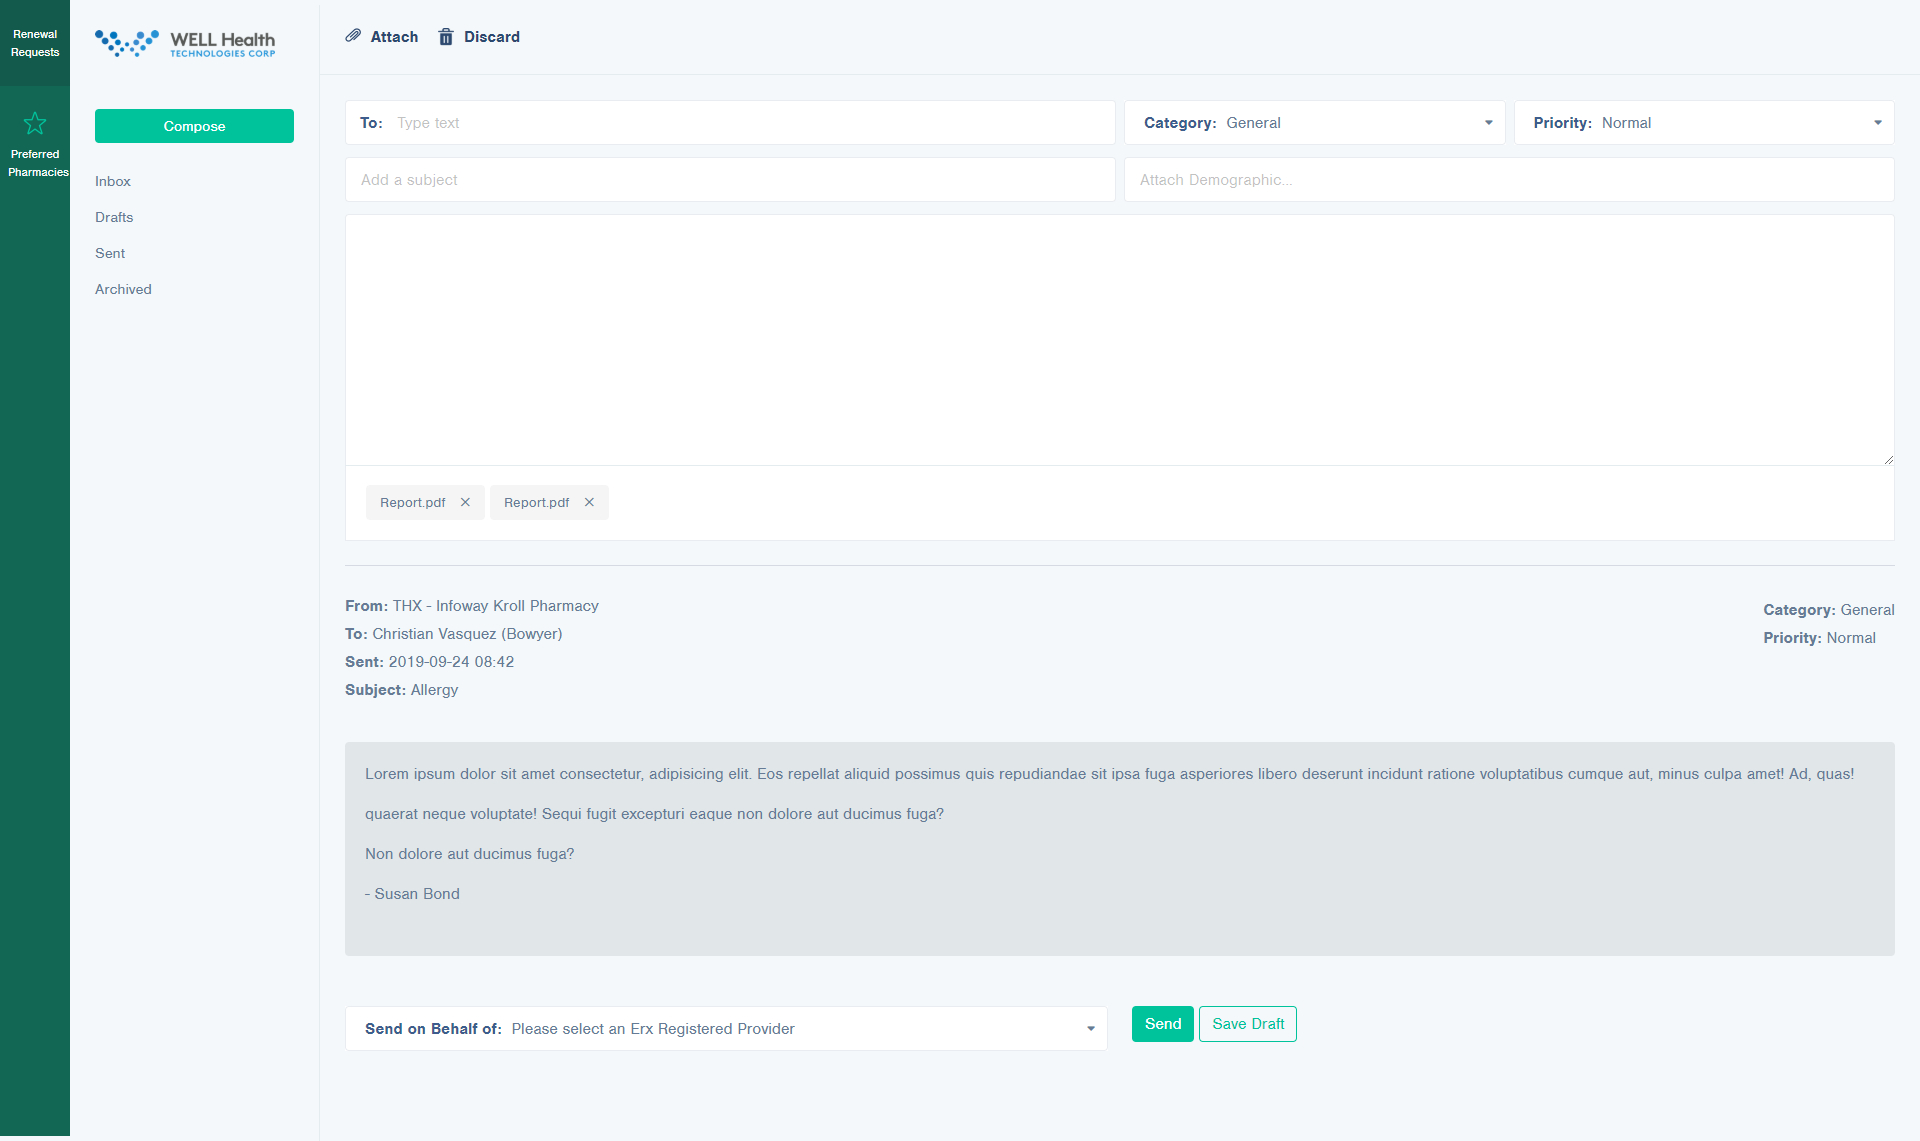 Renewal
Requests
Preferred
Pharmacies
WELL Health
TECHNOLOGIES CORP
Compose
Inbox
Drafts
Sent
Archived
Attach Discard
To: Type text
Category: General
Priority: Normal
Add a subject
Attach Demographic...
Report.pdf
Report.pdf
From: THX - Infoway Kroll Pharmacy
To: Christian Vasquez (Bowyer)
Sent: 2019-09-24 08:42
Subject: Allergy
Category: General
Priority: Normal
Lorem ipsum dolor sit amet consectetur, adipisicing elit. Eos repellat aliquid possimus quis repudiandae sit ipsa fuga asperiores libero deserunt incidunt ratione voluptatibus cumque aut, minus culpa amet! Ad, quas!
quaerat neque voluptate! Sequi fugit excepturi eaque non dolore aut ducimus fuga?
Non dolore aut ducimus fuga?
- Susan Bond
Send on Behalf of: Please select an Erx Registered Provider
Send
Save Draft